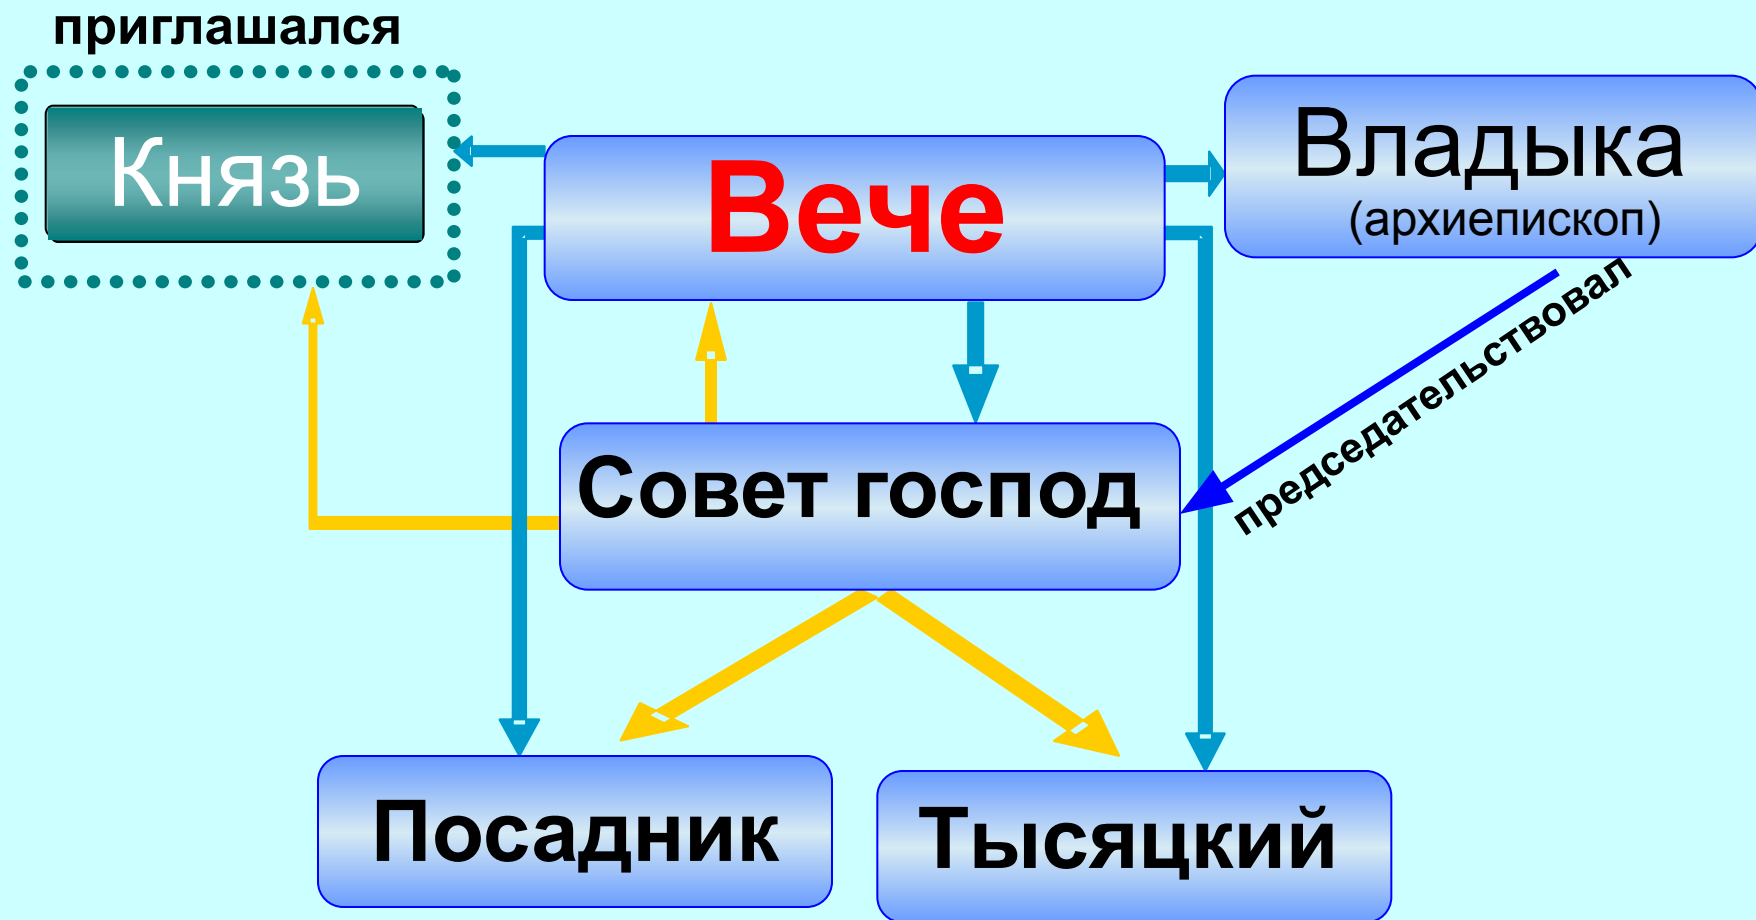 приглашался
Князь
Вече
Владыка
(архиепископ)
председательствовал
Совет господ
Посадник
Тысяцкий